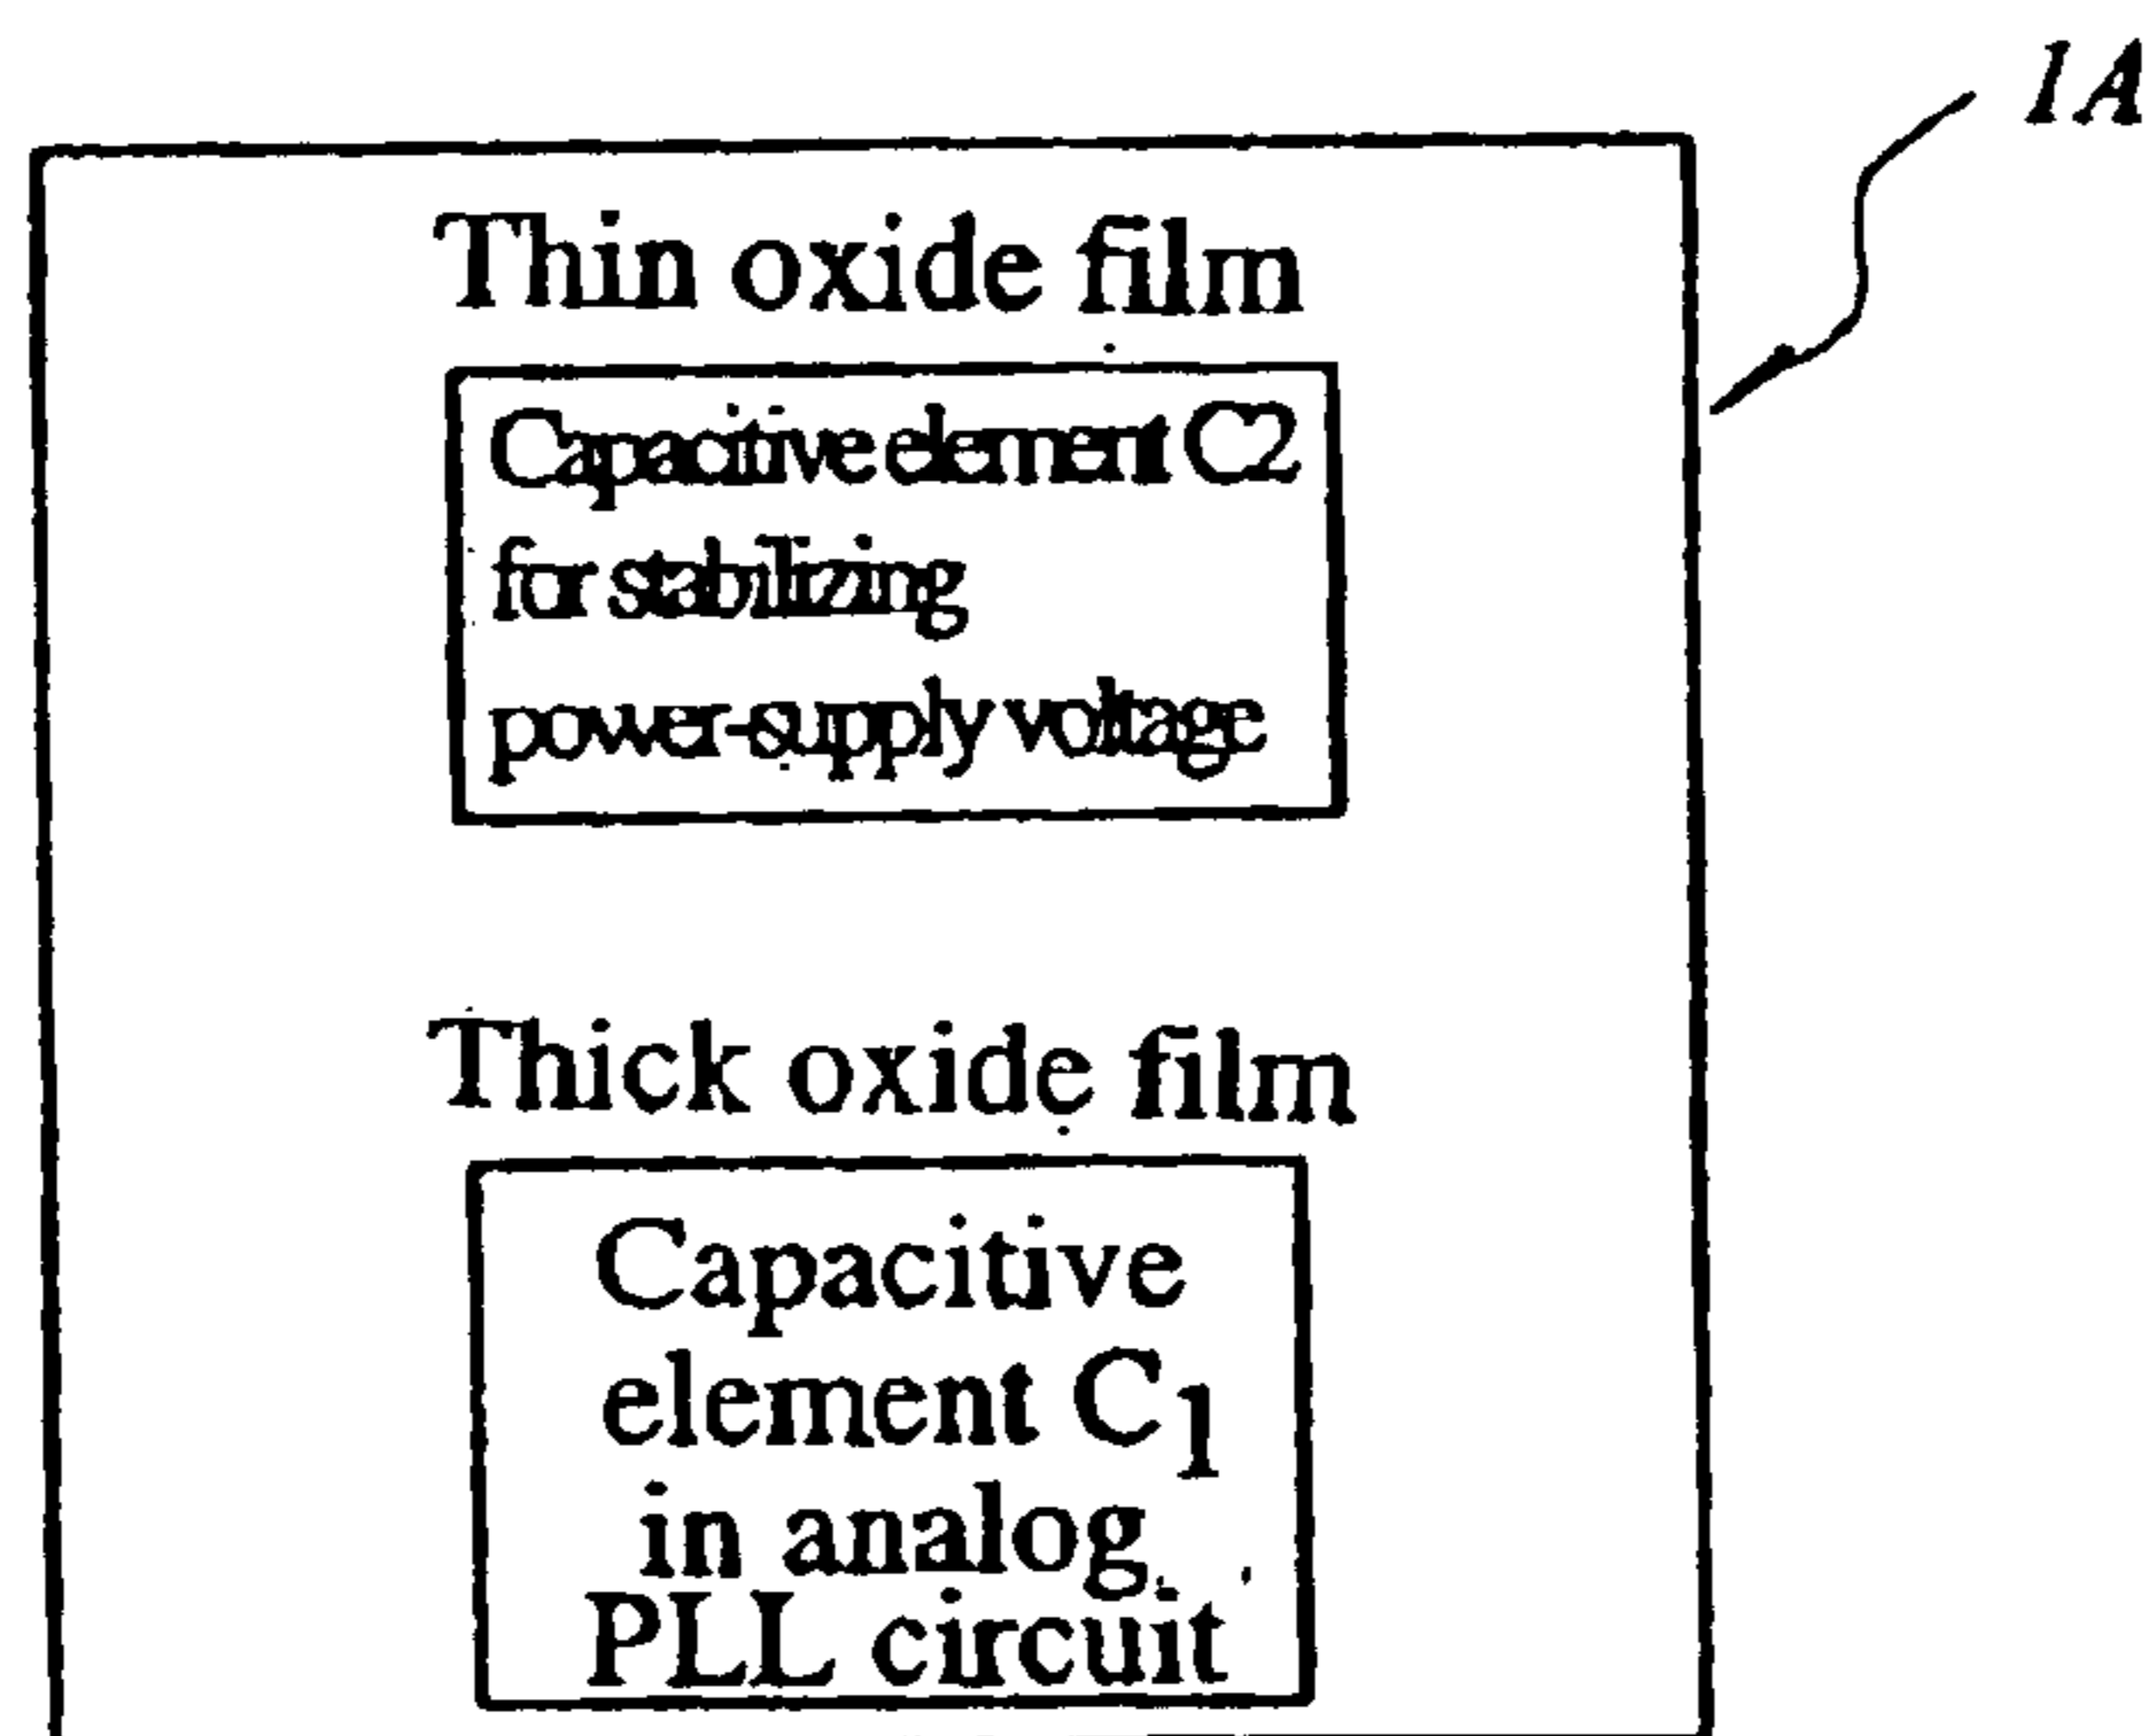 1A
Thin oxide film
Capacitive element C2
for stabilizing
power-supply voltage
Thick oxide film
Capacitive
element C1
in analog
PLL circuit